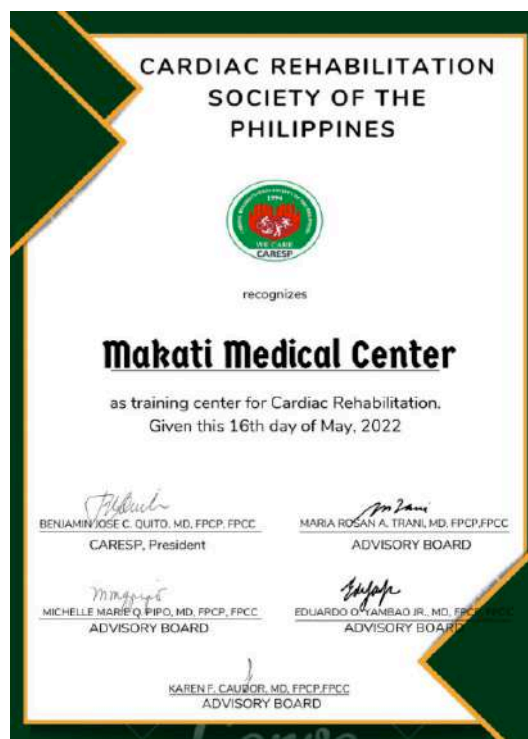 CARDIAC REHABILITATION
SOCIETY OF THE
PHILIPPINES
1994
WE CARE
CARESP
recognizes
Makati Medical Center
as training center for Cardiac Rehabilitation.
Given this 16th day of May, 2022
BENJAMIN JOSE C. QUITO, MD, FPCP, FPCC
CARESP, President
MARIA ROSAN A. TRANI, MD, FPCP,FPCC
ADVISORY BOARD
MICHELLE MARIE Q. PIPO, MD, FPCP, FPCC
ADVISORY BOARD
EDUARDO O. YAMBAO JR., MD, FPCP, FPCC
ADVISORY BOARD
KAREN F. CAUDOR, MD, FPCP,FPCC
ADVISORY BOARD